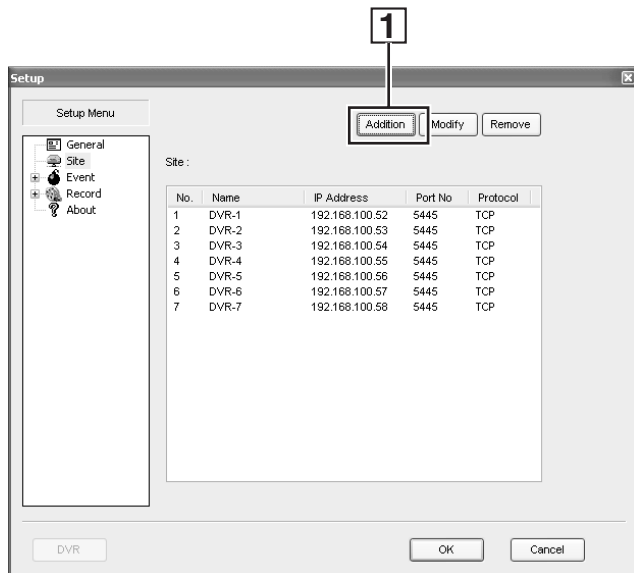 1
Setup
Setup Menu
Addition Modify Remove
General
Site
Event
Record
About
Site :
No. Name IP Address Port No Protocol
1 DVR-1 192.168.100.52 5445 TCP
2 DVR-2 192.168.100.53 5445 TCP
3 DVR-3 192.168.100.54 5445 TCP
4 DVR-4 192.168.100.55 5445 TCP
5 DVR-5 192.168.100.56 5445 TCP
6 DVR-6 192.168.100.57 5445 TCP
7 DVR-7 192.168.100.58 5445 TCP
DVR OK Cancel